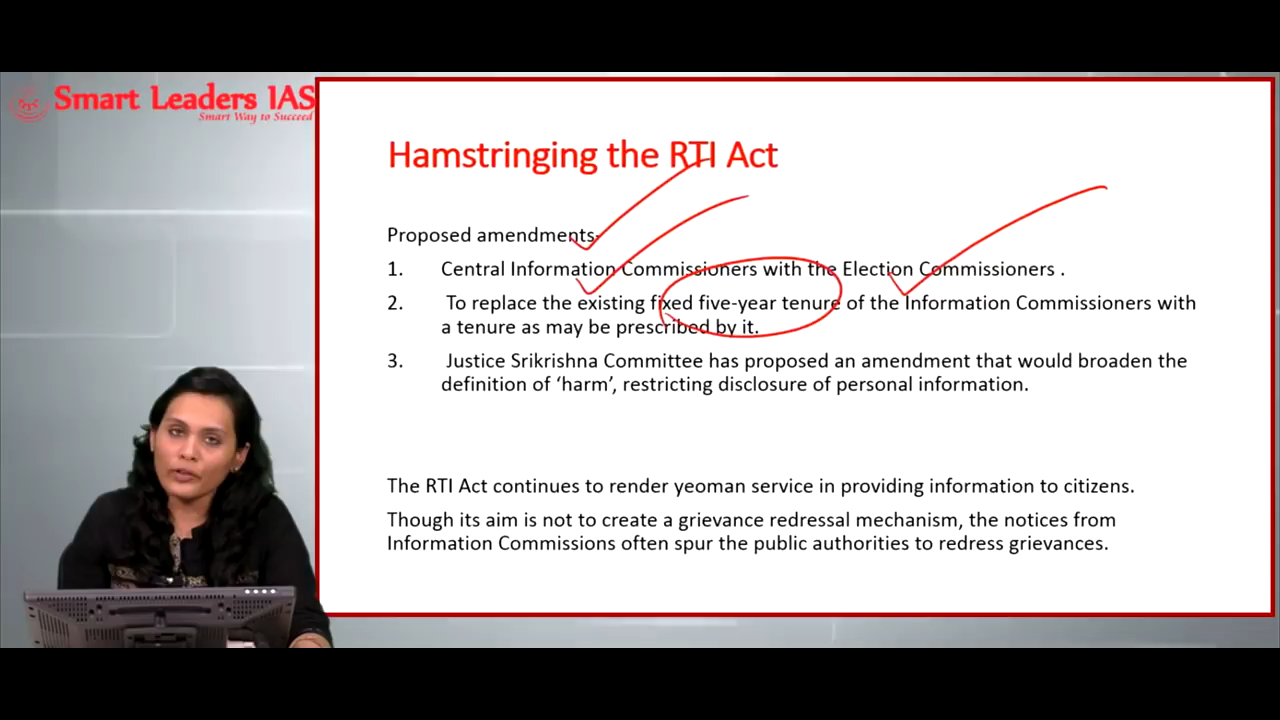 Smart Leaders IAS
Smart Way to Succeed
Hamstringing the RTI Act
Proposed amendments-
1. Central Information Commissioners with the Election Commissioners .
2. To replace the existing fixed five-year tenure of the Information Commissioners with
a tenure as may be prescribed by it.
3. Justice Srikrishna Committee has proposed an amendment that would broaden the
definition of ‘harm’, restricting disclosure of personal information.
The RTI Act continues to render yeoman service in providing information to citizens.
Though its aim is not to create a grievance redressal mechanism, the notices from
Information Commissions often spur the public authorities to redress grievances.